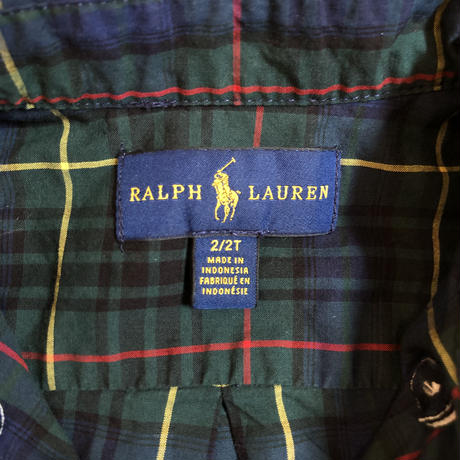 RALPH LAUREN
2/2T
MADE IN
INDONESIA
FABRIQUÉ EN
INDONÉSIE